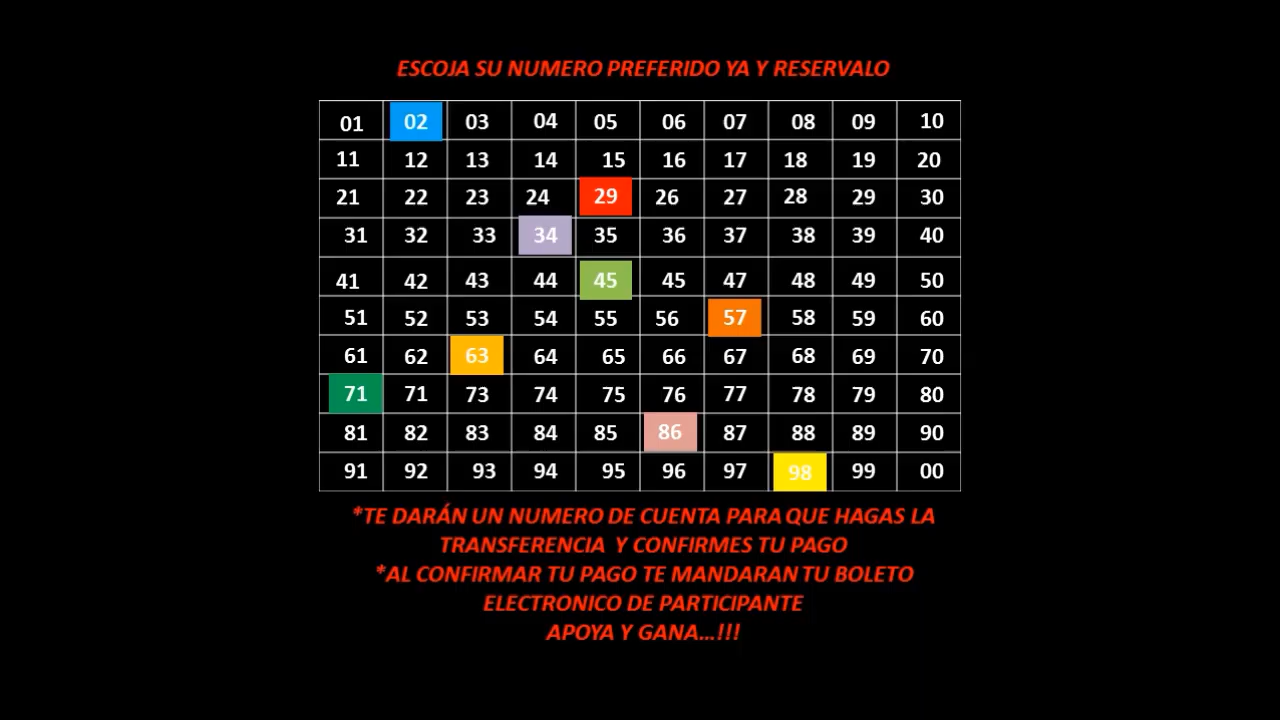 ESCOJA SU NUMERO PREFERIDO YA Y RESERVALO
01 02 03 04 05 06 07 08 09 10
11 12 13 14 15 16 17 18 19 20
21 22 23 24 29 26 27 28 29 30
31 32 33 34 35 36 37 38 39 40
41 42 43 44 45 45 47 48 49 50
51 52 53 54 55 56 57 58 59 60
61 62 63 64 65 66 67 68 69 70
71 71 73 74 75 76 77 78 79 80
81 82 83 84 85 86 87 88 89 90
91 92 93 94 95 96 97 98 99 00
*TE DARÁN UN NUMERO DE CUENTA PARA QUE HAGAS LA
TRANSFERENCIA Y CONFIRMES TU PAGO
*AL CONFIRMAR TU PAGO TE MANDARAN TU BOLETO
ELECTRONICO DE PARTICIPANTE
APOYA Y GANA...!!!